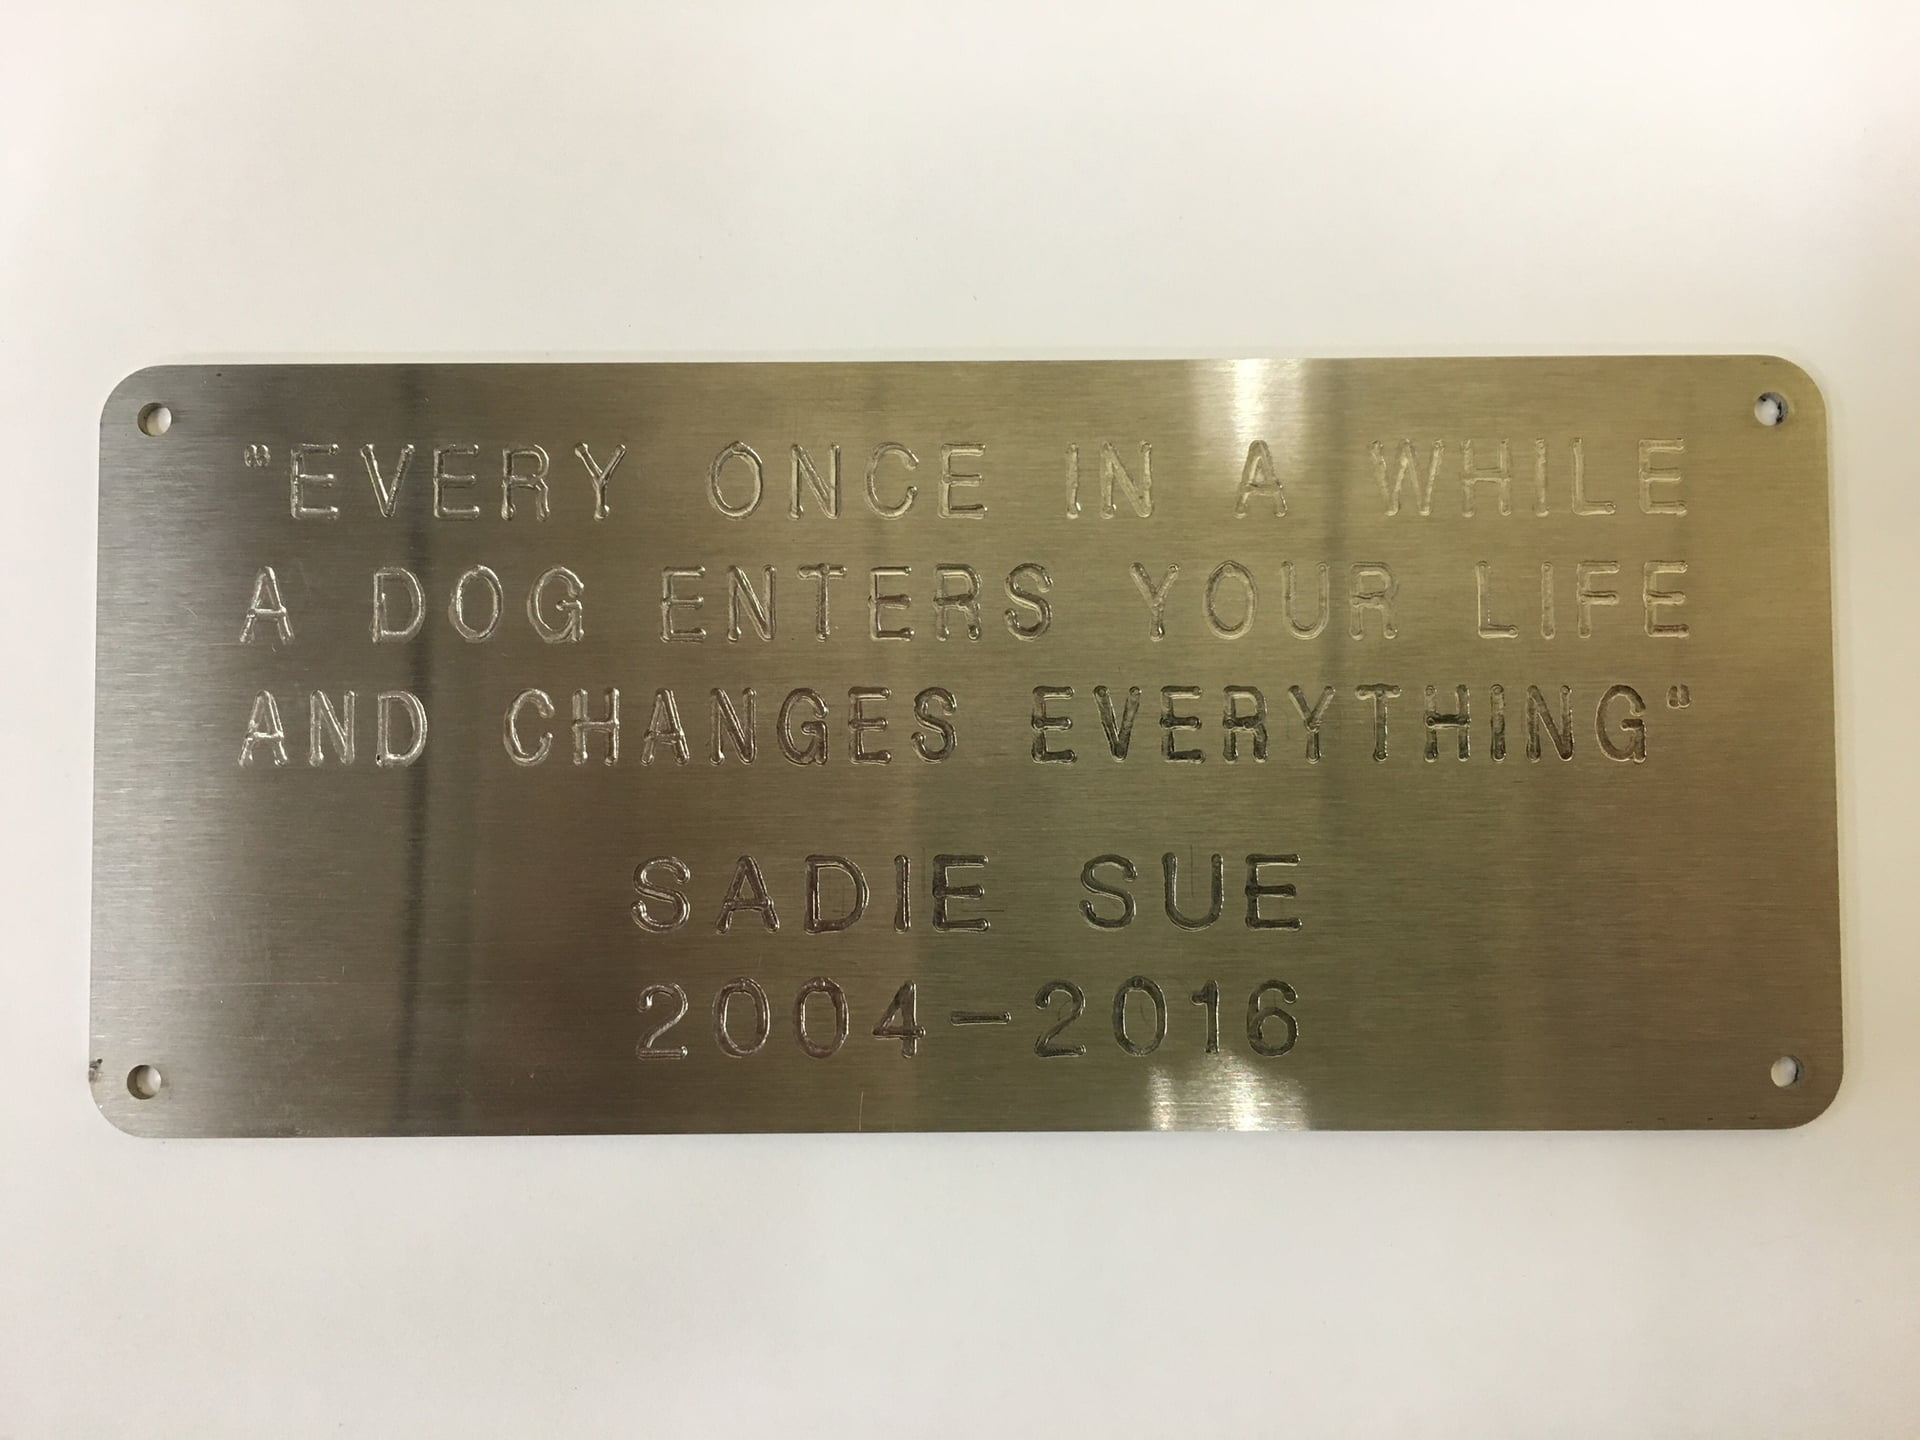 "EVERY ONCE IN A WHILE
A DOG ENTERS YOUR LIFE
AND CHANGES EVERYTHING"
SADIE SUE
2004-2016